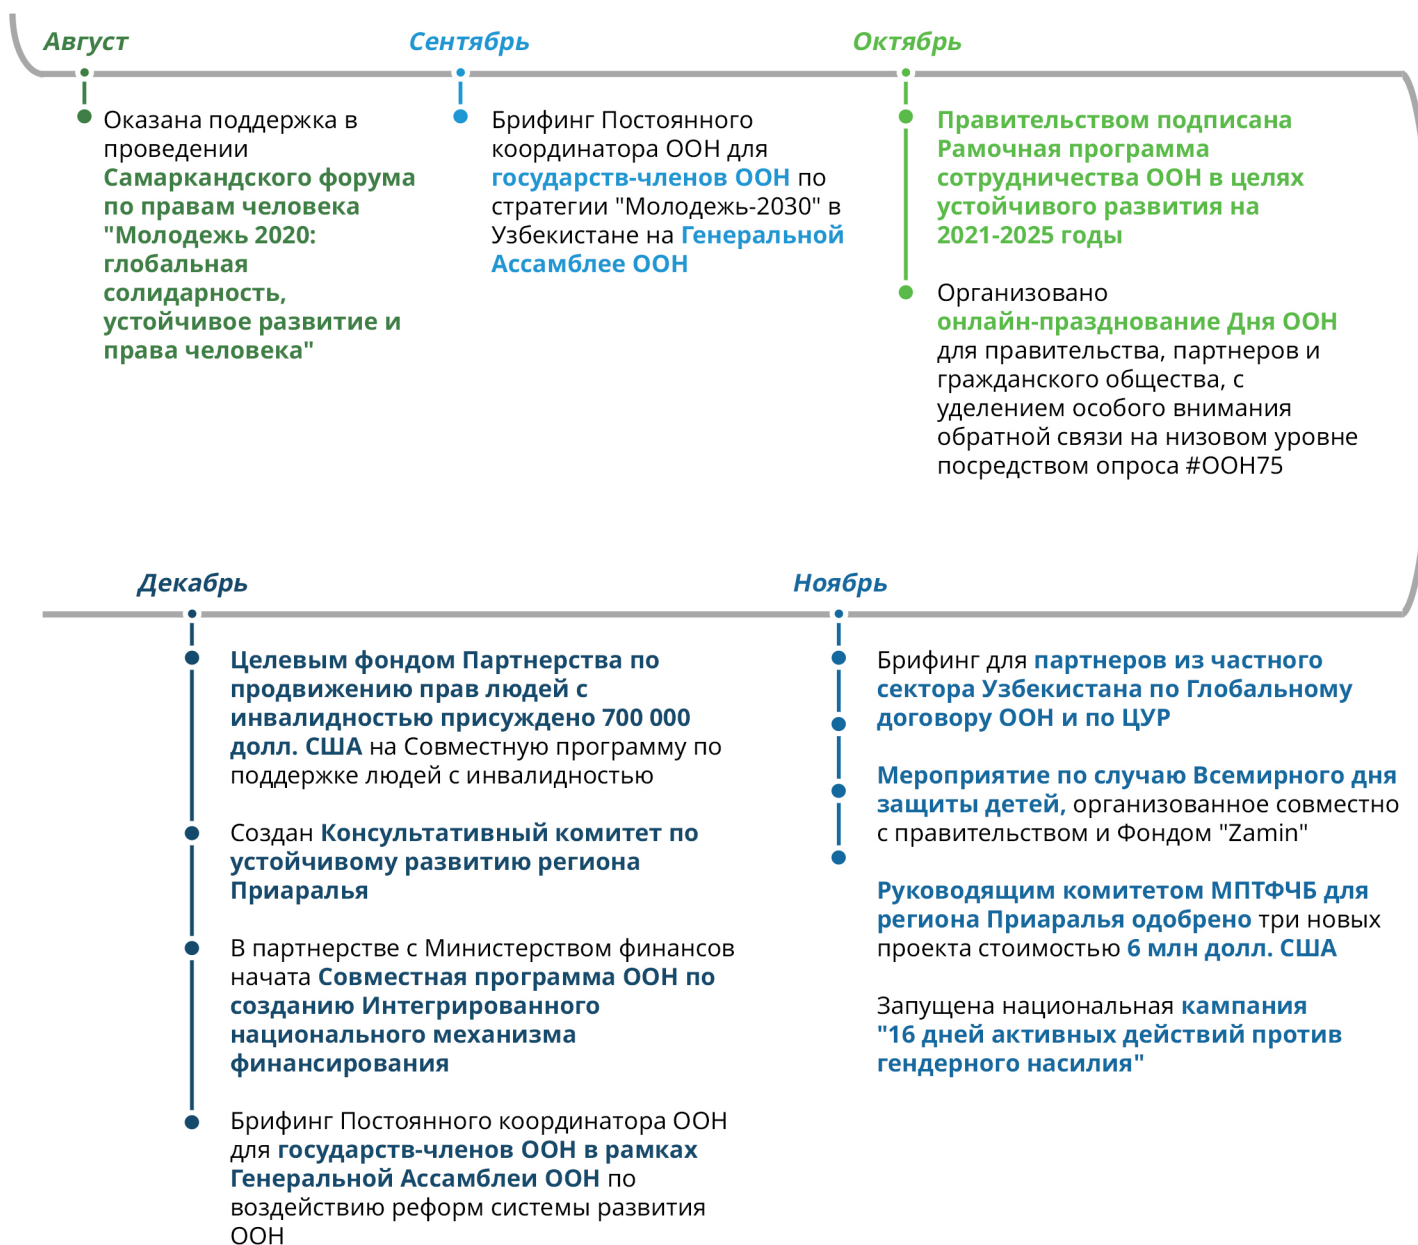 Август
Оказана поддержка в
проведении
Самаркандского форума
по правам человека
"Молодежь 2020:
глобальная
солидарность,
устойчивое развитие и
права человека"
Сентябрь
Брифинг Постоянного
координатора ООН для
государств-членов ООН по
стратегии "Молодежь-2030" в
Узбекистане на Генеральной
Ассамблее ООН
Октябрь
Правительством подписана
Рамочная программа
сотрудничества ООН в целях
устойчивого развития на
2021-2025 годы
Организовано
онлайн-празднование Дня ООН
для правительства, партнеров и
гражданского общества, с
уделением особого внимания
обратной связи на низовом уровне
посредством опроса #ООН75
Ноябрь
Брифинг для партнеров из частного
сектора Узбекистана по Глобальному
договору ООН и по ЦУР
Мероприятие по случаю Всемирного дня
защиты детей, организованное совместно
с правительством и Фондом "Zamin"
Руководящим комитетом МПТФЧБ для
региона Приаралья одобрено три новых
проекта стоимостью 6 млн долл. США
Запущена национальная кампания
"16 дней активных действий против
гендерного насилия"
Декабрь
Целевым фондом Партнерства по
продвижению прав людей с
инвалидностью присуждено 700 000
долл. США на Совместную программу по
поддержке людей с инвалидностью
Создан Консультативный комитет по
устойчивому развитию региона
Приаралья
В партнерстве с Министерством финансов
начата Совместная программа ООН по
созданию Интегрированного
национального механизма
финансирования
Брифинг Постоянного координатора ООН
для государств-членов ООН в рамках
Генеральной Ассамблеи ООН по
воздействию реформ системы развития
ООН